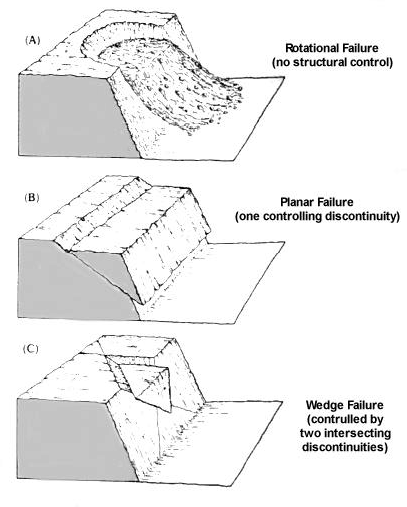 (A)
Rotational Failure
(no structural control)
(B)
Planar Failure
(one controlling discontinuity)
(C)
Wedge Failure
(contrulled by
two intersecting
discontinuities)